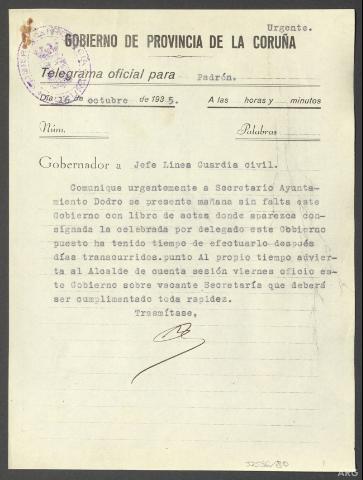 Urgente.
GOBIERNO DE PROVINCIA DE LA CORUÑA
Telegrama oficial para Padrón.
Día 16 de octubre de 1935. A las horas y minutos
Núm. Palabras
Gobernador a Jefe Linea Guardia civil.
Comunique urgentemente a Secretario Ayunta-
miento Dodro se presente mañana sin falta este
Gobierno con libro de actas donde aparezca con-
signada la celebrada por delegado este Gobierno
puesto ha tenido tiempo de efectuarlo después
días transcurridos.punto Al propio tiempo advier-
ta al Alcalde de cuenta sesión viernes oficio es-
te Gobierno sobre vacante Secretaría que deberá
ser cumplimentado toda rapidez.
Trasmítase,
ARG